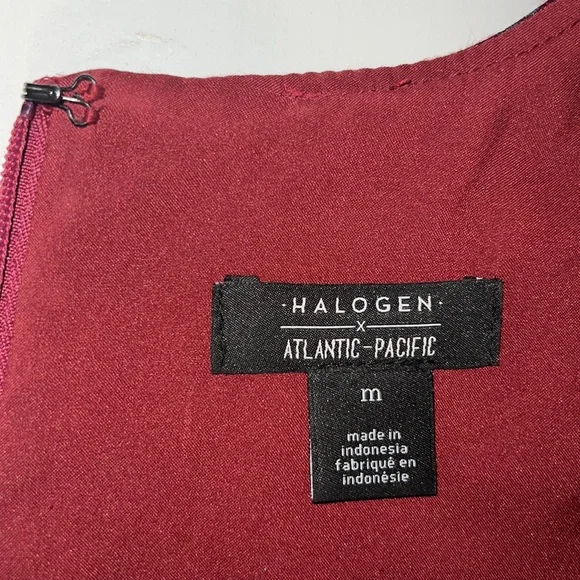 ·HALOGEN·
x
ATLANTIC-PACIFIC
m
made in
indonesia
fabriqué en
indonésie